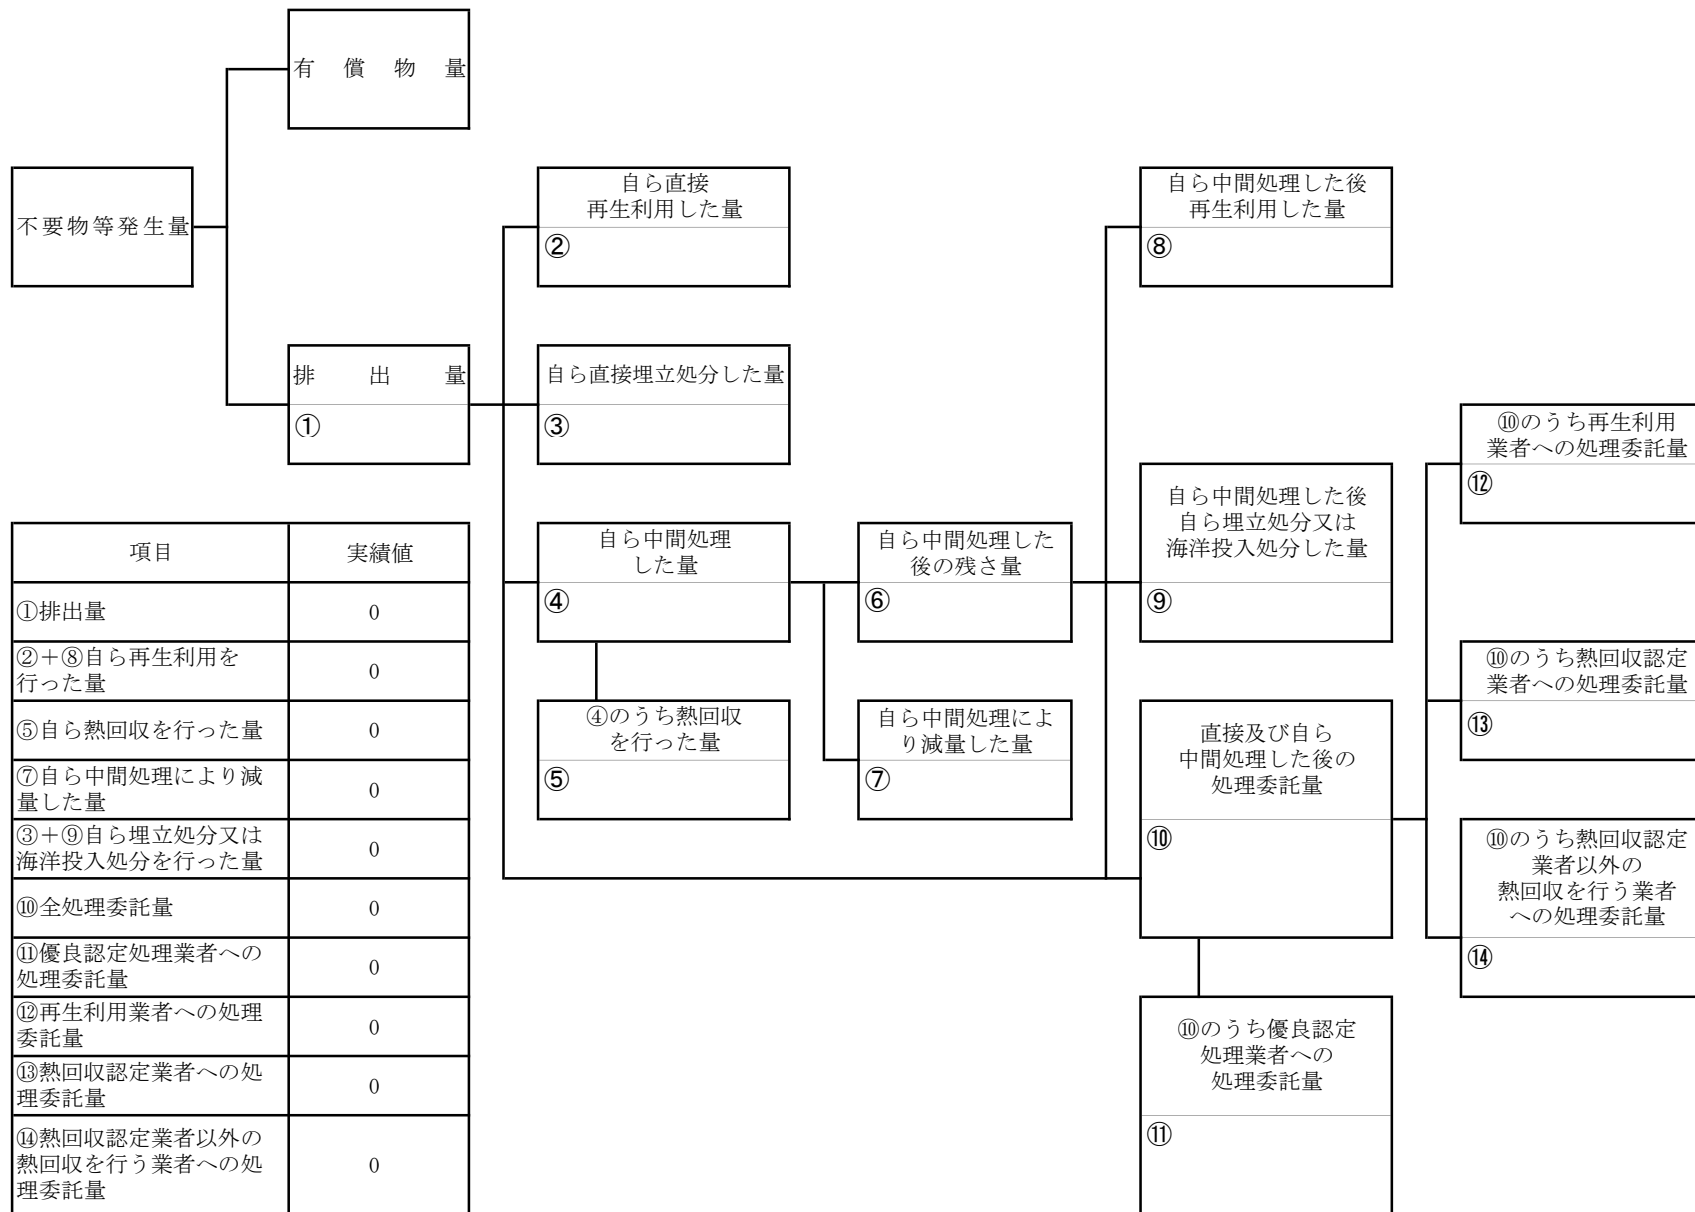 有償物量
不要物等発生量
排出量
①
自ら直接
再生利用した量
②
自ら直接埋立処分した量
③
自ら中間処理
した量
④
④のうち熱回収
を行った量
⑤
自ら中間処理した
後の残さ量
⑥
自ら中間処理によ
り減量した量
⑦
自ら中間処理した後
再生利用した量
⑧
自ら中間処理した後
自ら埋立処分又は
海洋投入処分した量
⑨
直接及び自ら
中間処理した後の
処理委託量
⑩
⑩のうち優良認定
処理業者への
処理委託量
⑪
⑩のうち再生利用
業者への処理委託量
⑫
⑩のうち熱回収認定
業者への処理委託量
⑬
⑩のうち熱回収認定
業者以外の
熱回収を行う業者
への処理委託量
⑭
項目 実績値
①排出量 0
②＋⑧自ら再生利用を
行った量 0
⑤自ら熱回収を行った量 0
⑦自ら中間処理により減
量した量 0
③＋⑨自ら埋立処分又は
海洋投入処分を行った量 0
⑩全処理委託量 0
⑪優良認定処理業者への
処理委託量 0
⑫再生利用業者への処理
委託量 0
⑬熱回収認定業者への処
理委託量 0
⑭熱回収認定業者以外の
熱回収を行う業者への処
理委託量 0